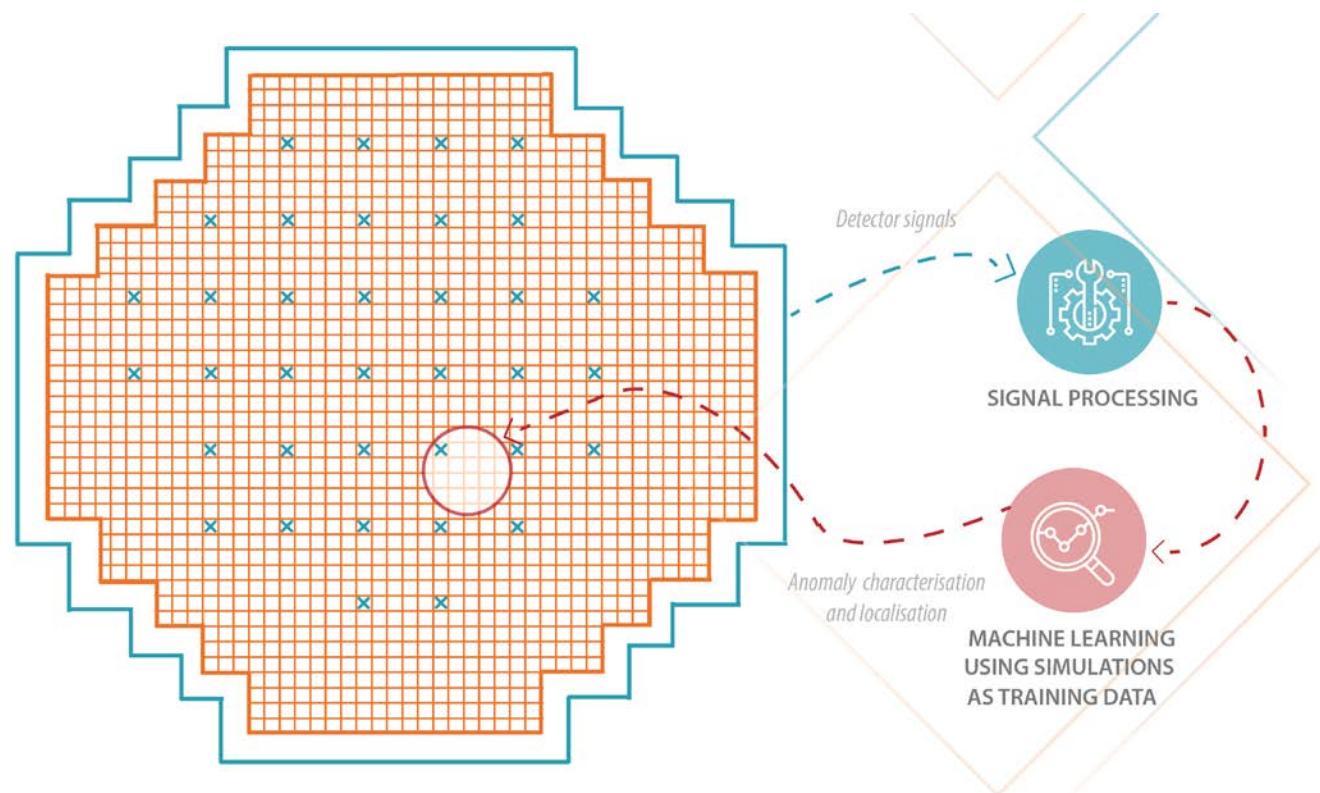 Detector signals
SIGNAL PROCESSING
Anomaly characterisation
and localisation
MACHINE LEARNING
USING SIMULATIONS
AS TRAINING DATA